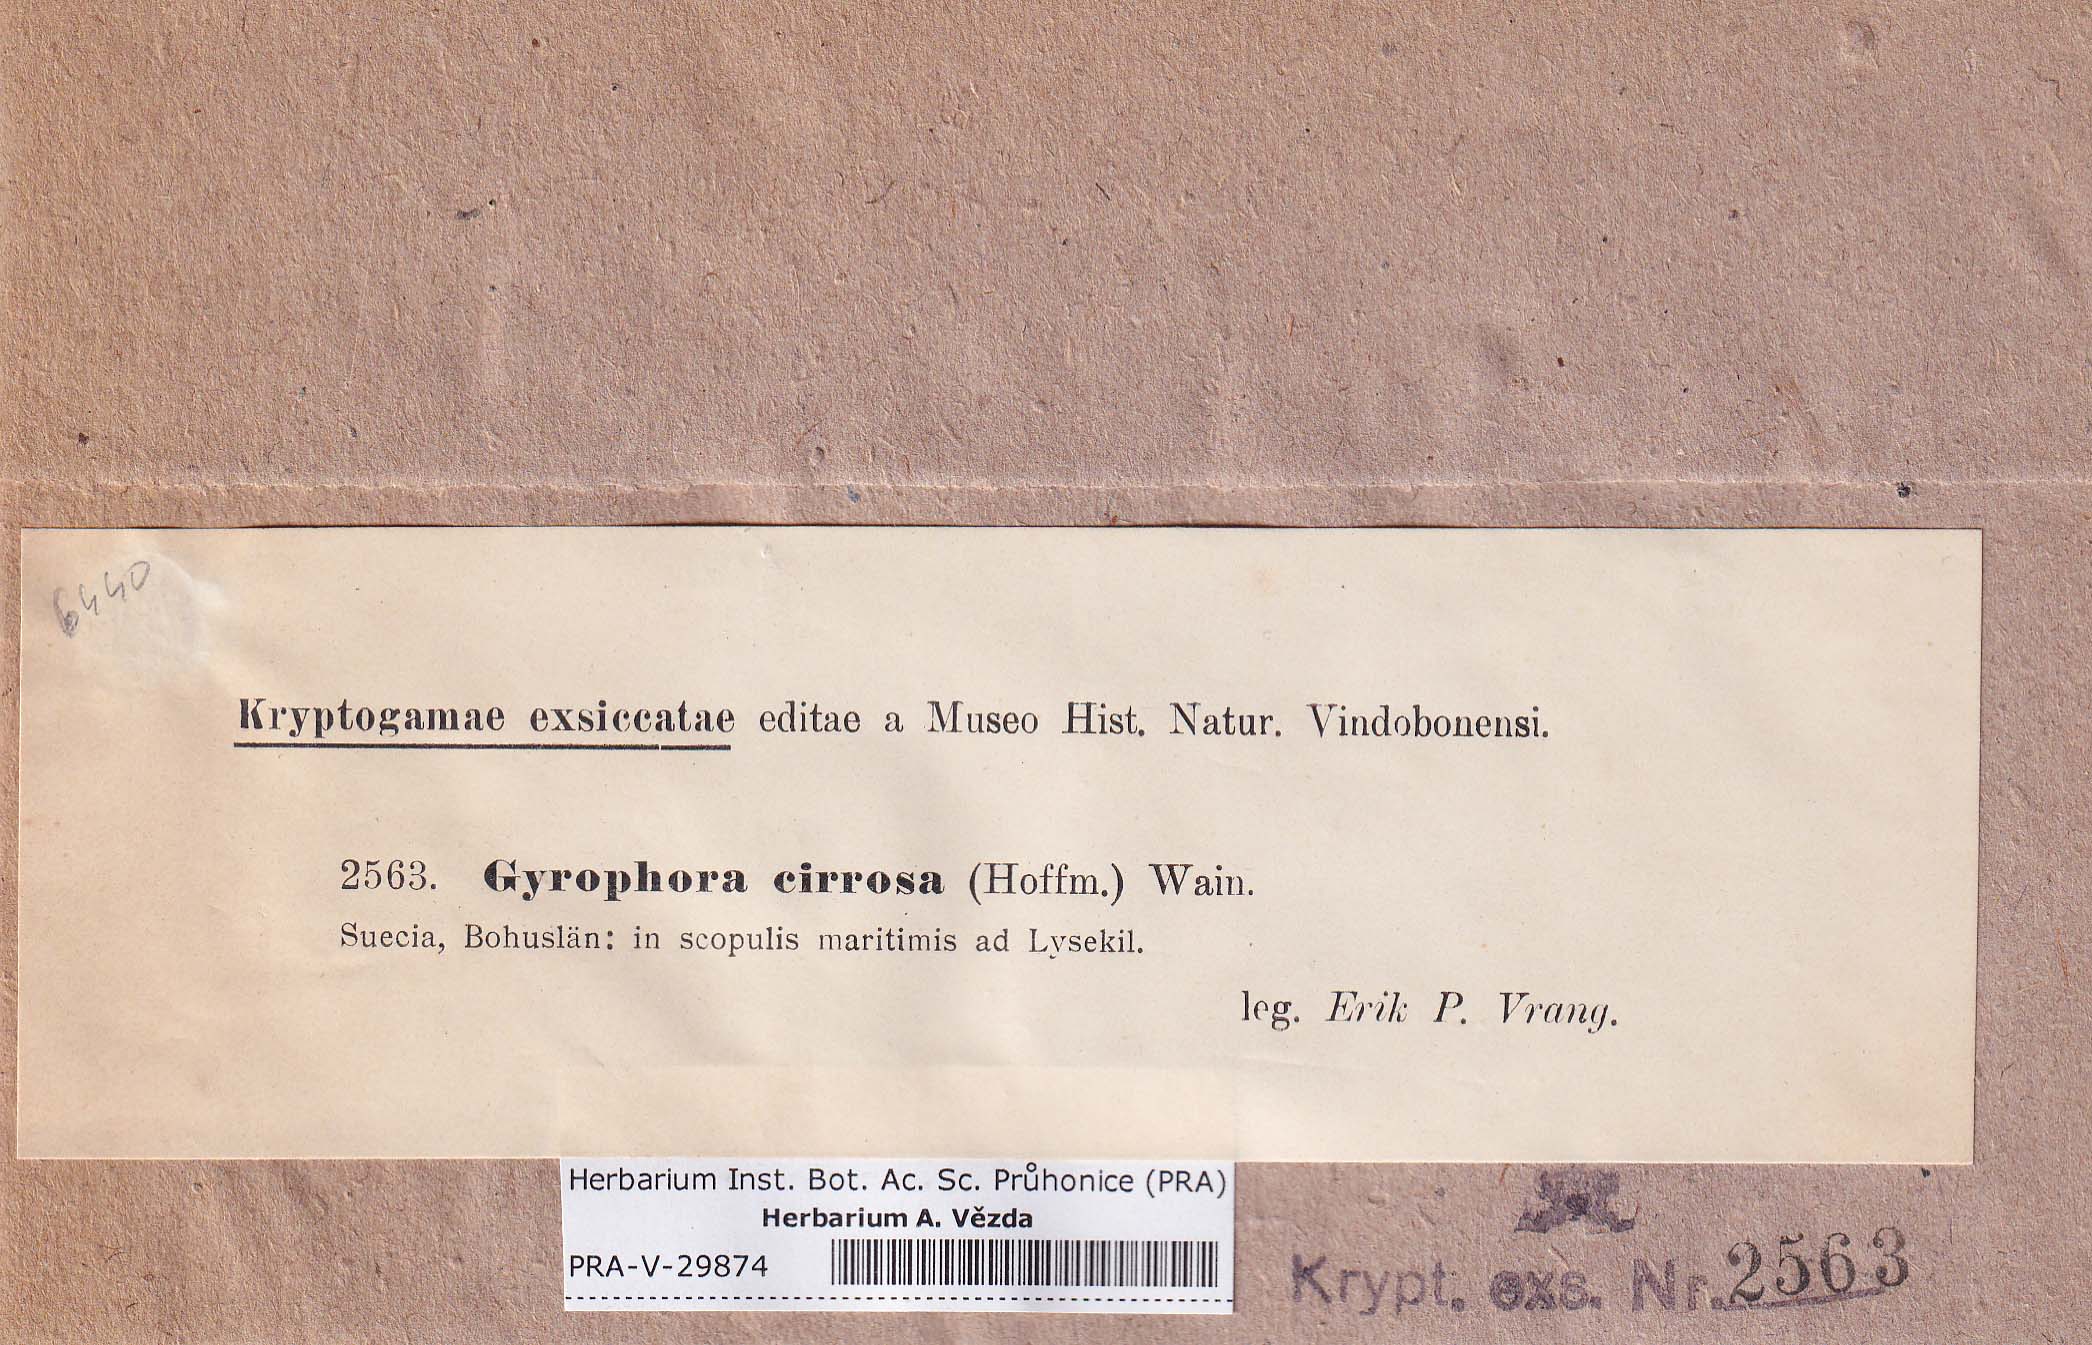 6440
Kryptogamae exsiccatae editae a Museo Hist. Natur. Vindobonensi.
2563. Gyrophora cirrosa (Hoffm.) Wain.
Suecia, Bohuslän: in scopulis maritimis ad Lysekil.
leg. Erik P. Vrang.
Herbarium Inst. Bot. Ac. Sc. Průhonice (PRA)
Herbarium A. Vězda
PRA-V-29874
Krypt. exs. Nr. 2563